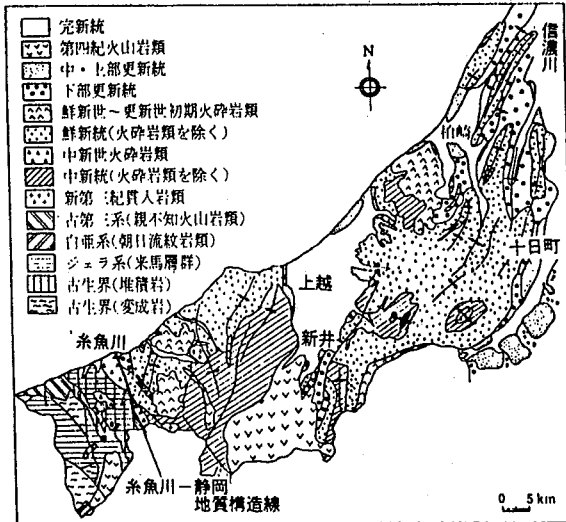 完新統
第四紀火山岩類
中・上部更新統
下部更新統
鮮新世～更新世初期火砕岩類
鮮新統(火砕岩類を除く)
中新世火砕岩類
中新統(火砕岩類を除く)
新第三紀貫入岩類
古第三系(親不知火山岩類)
白亜系(朝日流紋岩類)
ジュラ系(来馬層群)
古生界(堆積岩)
古生界(変成岩)
N
信濃川
柏崎
十日町
上越
新井
糸魚川
糸魚川－静岡
地質構造線
0 5km